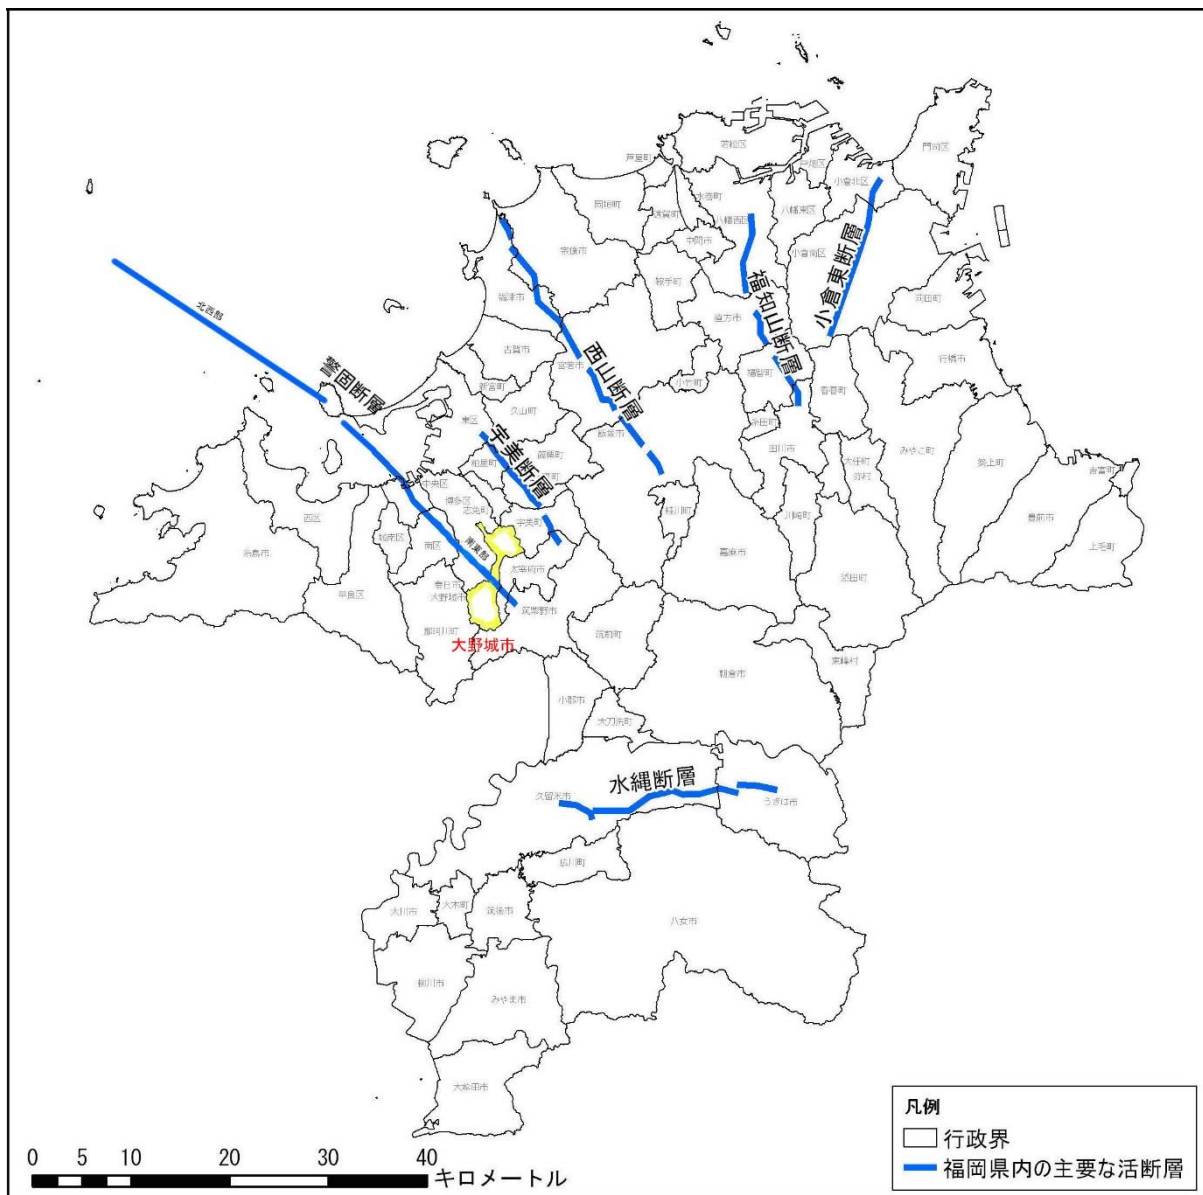 若松区
門司区
芦屋町
戸畑区
小倉北区
水巻町
岡垣町
遠賀町
八幡西区
八幡東区
中間市
宗像市
小倉南区
小倉東断層
鞍手町
福知山断層
苅田町
福津市
直方市
北西部
古賀市
西山断層
宮若市
行橋市
警固断層
新宮町
小竹町
福智町
香春町
久山町
東区
宇美断層
飯塚市
糸田町
田川市
みやこ町
築上町
篠栗町
粕屋町
大任町
赤村
吉富町
中央区
博多区
志免町
桂川町
川崎町
豊前市
西区
宇美町
城南区
南区
南東部
嘉麻市
上毛町
糸島市
太宰府市
添田町
早良区
春日市
大野城市
筑紫野市
那珂川町
筑前町
大野城市
東峰村
朝倉市
小郡市
大刀洗町
水縄断層
久留米市
うきは市
広川町
大川市
大木町
筑後市
八女市
柳川市
みやま市
大牟田市
凡例
行政界
福岡県内の主要な活断層
0 5 10 20 30 40
キロメートル